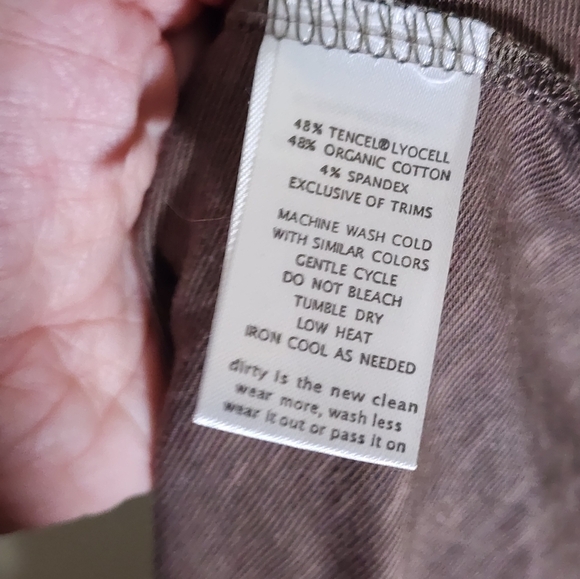 48% TENCEL® LYOCELL
48% ORGANIC COTTON
4% SPANDEX
EXCLUSIVE OF TRIMS
MACHINE WASH COLD
WITH SIMILAR COLORS
GENTLE CYCLE
DO NOT BLEACH
TUMBLE DRY
LOW HEAT
IRON COOL AS NEEDED
dirty is the new clean
wear more, wash less
wear it out or pass it on